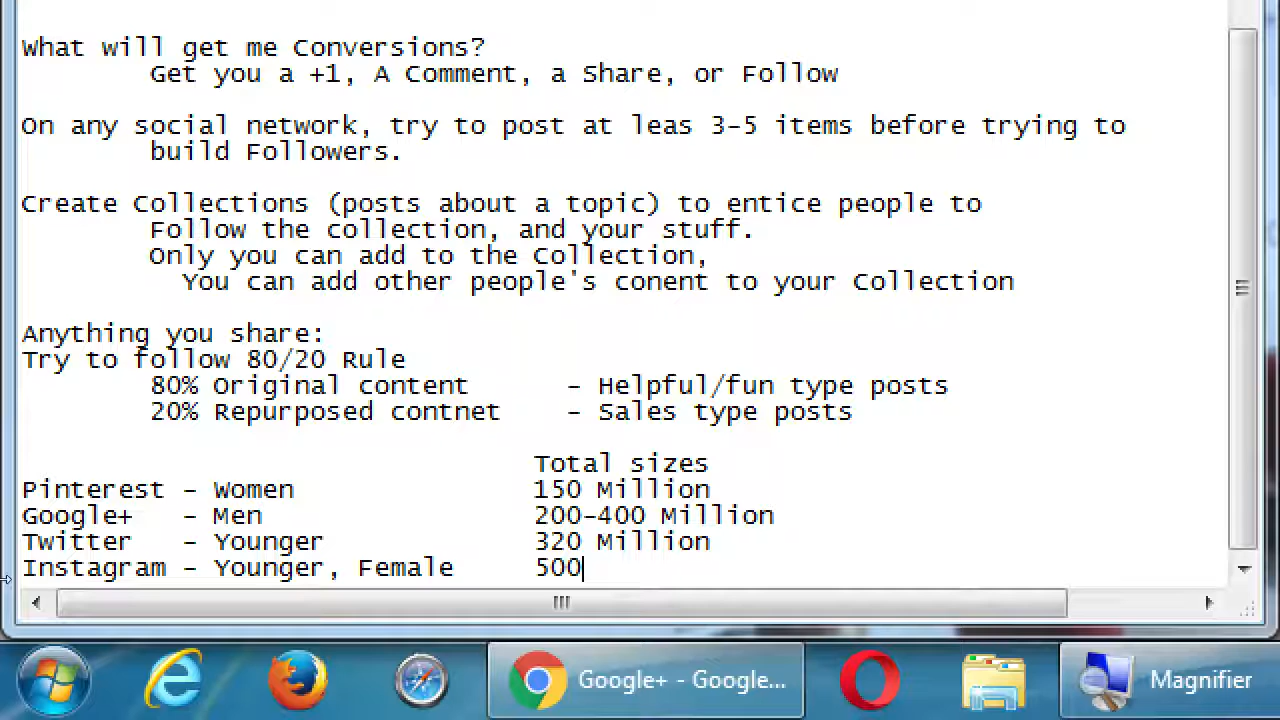 What will get me Conversions?
Get you a +1, A Comment, a Share, or Follow
On any social network, try to post at leas 3-5 items before trying to
build Followers.
Create Collections (posts about a topic) to entice people to
Follow the collection, and your stuff.
Only you can add to the Collection,
You can add other people's conent to your Collection
Anything you share:
Try to follow 80/20 Rule
80% Original content - Helpful/fun type posts
20% Repurposed contnet - Sales type posts
Total sizes
Pinterest - Women 150 Million
Google+ - Men 200-400 Million
Twitter - Younger 320 Million
Instagram - Younger, Female 500
Google+ - Google... Magnifier